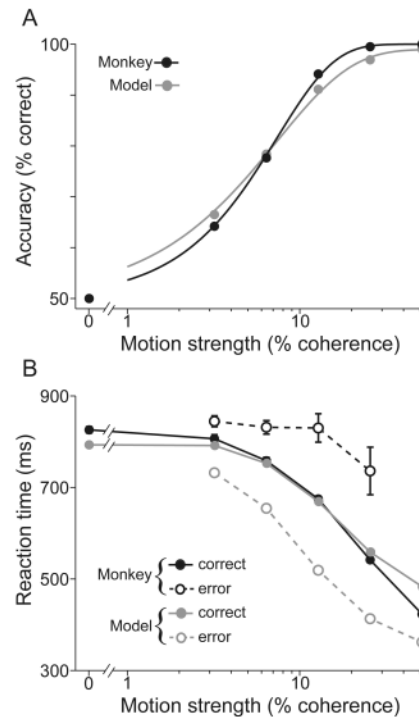 A
100
Monkey
Model
Accuracy (% correct)
50
0 1 10
Motion strength (% coherence)
B
900
700
500
300
Reaction time (ms)
Monkey { correct
error
Model { correct
error
0 1 10
Motion strength (% coherence)